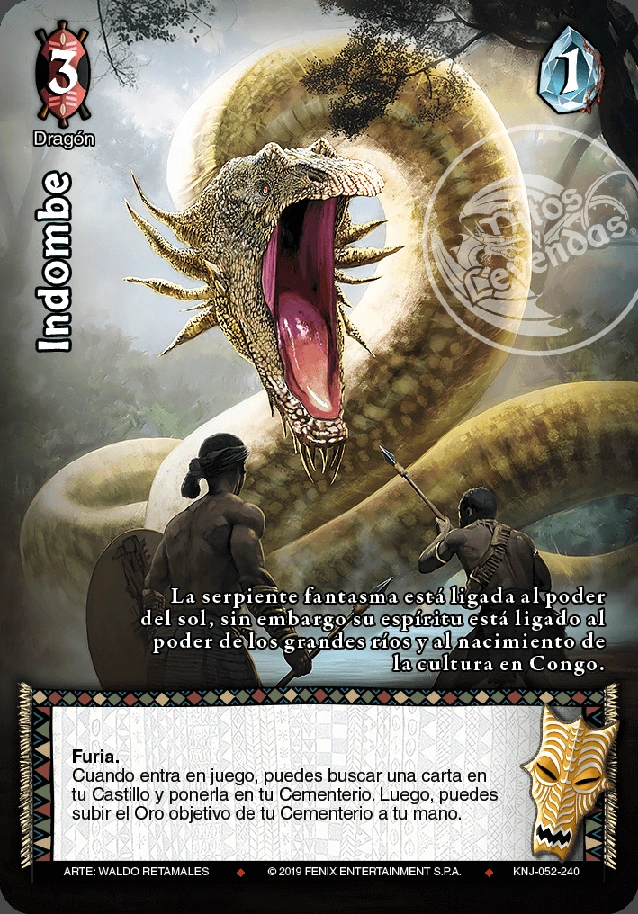 3
1
Dragón
Indombe
Mitos
y
Leyendas
La serpiente fantasma está ligada al poder
del sol, sin embargo su espíritu está ligado al
poder de los grandes ríos y al nacimiento de
la cultura en Congo.
Furia.
Cuando entra en juego, puedes buscar una carta en
tu Castillo y ponerla en tu Cementerio. Luego, puedes
subir el Oro objetivo de tu Cementerio a tu mano.
ARTE: WALDO RETAMALES ♦ © 2019 FENIX ENTERTAINMENT S.P.A. ♦ KNJ-052-240